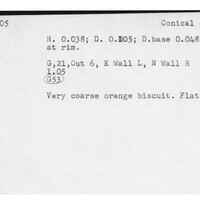 05 Conical
H. 0.038; D. 0.105; D.base 0.048
at rim.
G,21,Cut 6, E Wall L, N Wall R
1.05
G53
Very coarse orange biscuit. Flat